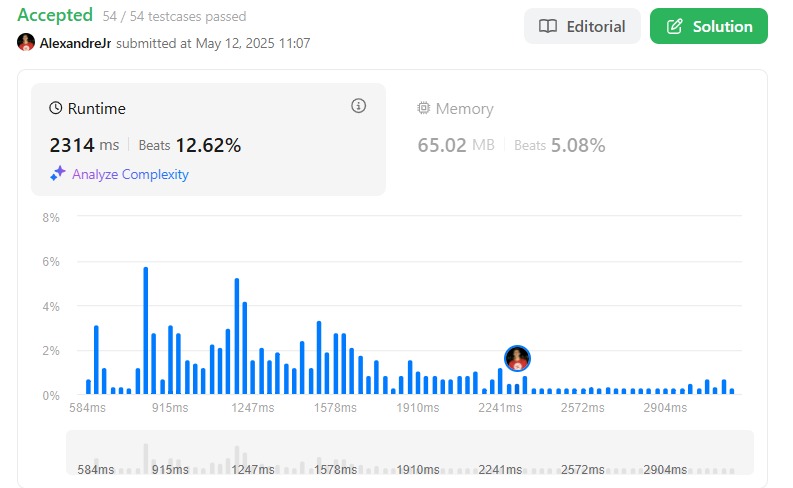 Accepted 54 / 54 testcases passed
AlexandreJr submitted at May 12, 2025 11:07
Editorial
Solution
Runtime
2314 ms | Beats 12.62%
Analyze Complexity
Memory
65.02 MB | Beats 5.08%
8%
6%
4%
2%
0%
584ms 915ms 1247ms 1578ms 1910ms 2241ms 2572ms 2904ms
584ms 915ms 1247ms 1578ms 1910ms 2241ms 2572ms 2904ms